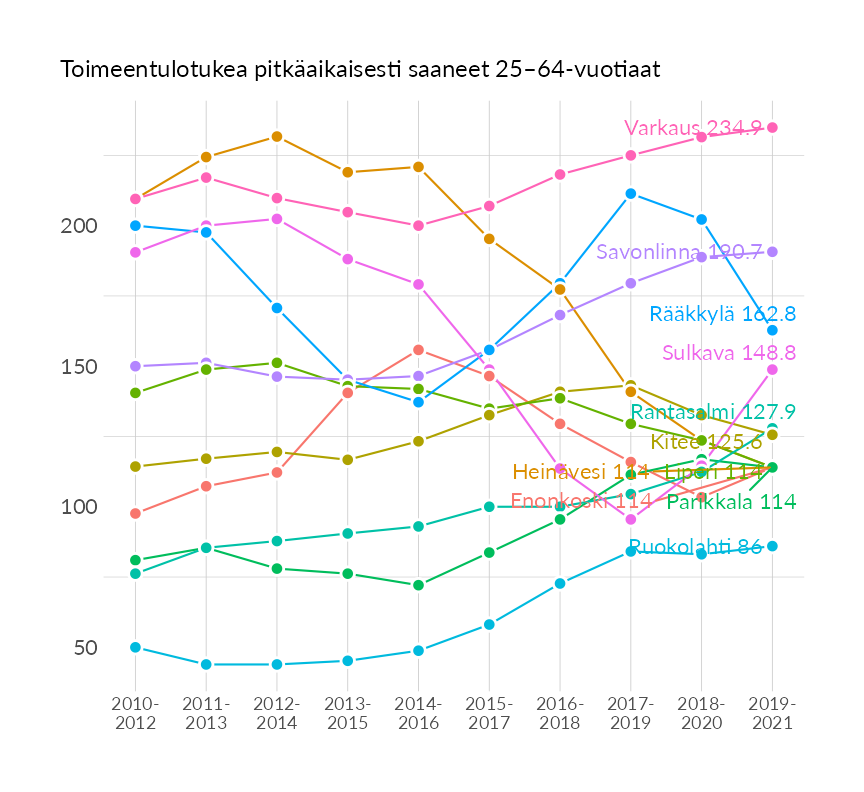 Toimeentulotukea pitkäaikaisesti saaneet 25–64-vuotiaat
Varkaus 234.9
200
Savonlinna 190.7
Rääkkylä 162.8
Sulkava 148.8
150
Rantasalmi 127.9
Kitee 125.6
Heinävesi 114
Liperi 114
Enonkoski 114
Parikkala 114
100
Ruokolahti 86
50
2010-
2012
2011-
2013
2012-
2014
2013-
2015
2014-
2016
2015-
2017
2016-
2018
2017-
2019
2018-
2020
2019-
2021